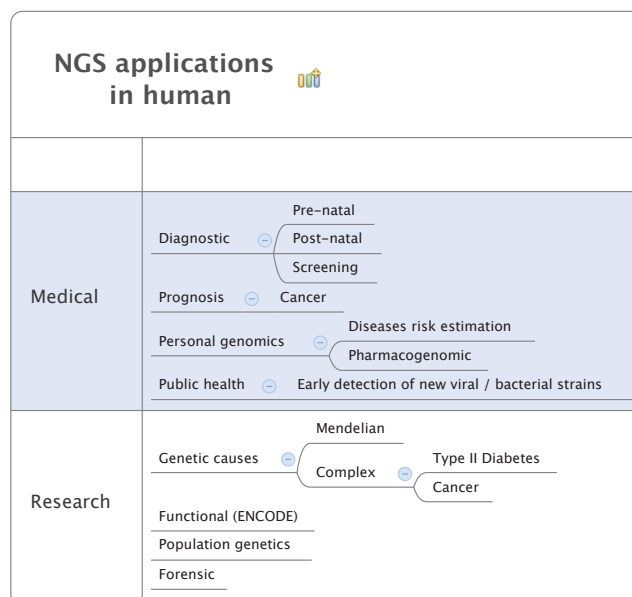 NGS applications
in human
Medical
Diagnostic
Pre-natal
Post-natal
Screening
Prognosis
Cancer
Personal genomics
Diseases risk estimation
Pharmacogenomic
Public health
Early detection of new viral / bacterial strains
Research
Genetic causes
Mendelian
Complex
Type II Diabetes
Cancer
Functional (ENCODE)
Population genetics
Forensic